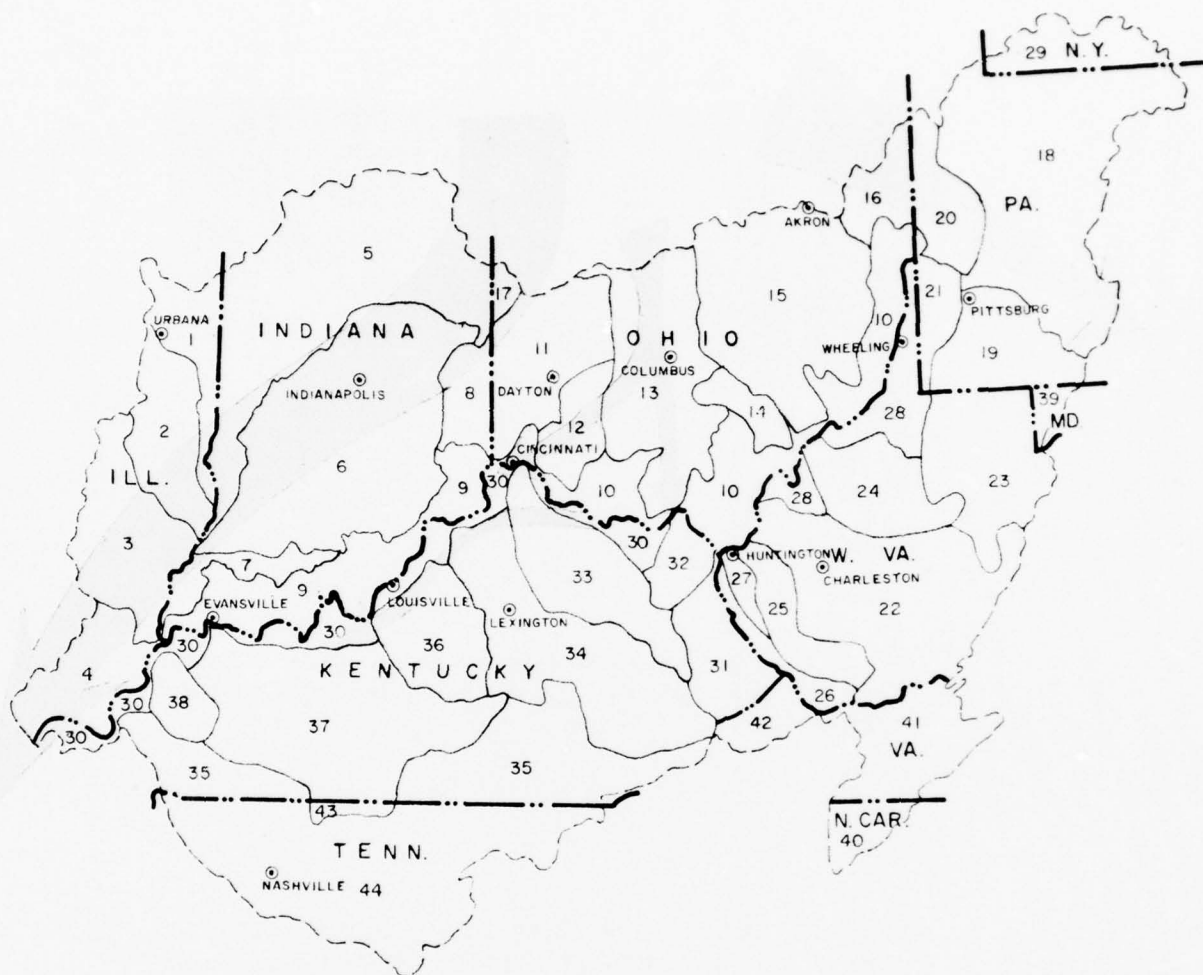 29 N. Y.
18
16
PA.
20
AKRON
5
17
15
21
PITTSBURG
URBANA
1
INDIANA
OHIO
10
WHEELING
11
19
COLUMBUS
INDIANAPOLIS
8
DAYTON
13
39
14
28
MD.
2
12
CINCINNATI
6
ILL.
9
30
10
10
28
24
23
3
30
HUNTINGTON
W. VA.
7
32
27
CHARLESTON
9
33
EVANSVILLE
LOUISVILLE
25
22
30
LEXINGTON
30
36
34
KENTUCKY
4
31
30
38
26
42
41
37
30
VA.
35
35
43
N. CAR.
40
TENN.
NASHVILLE 44